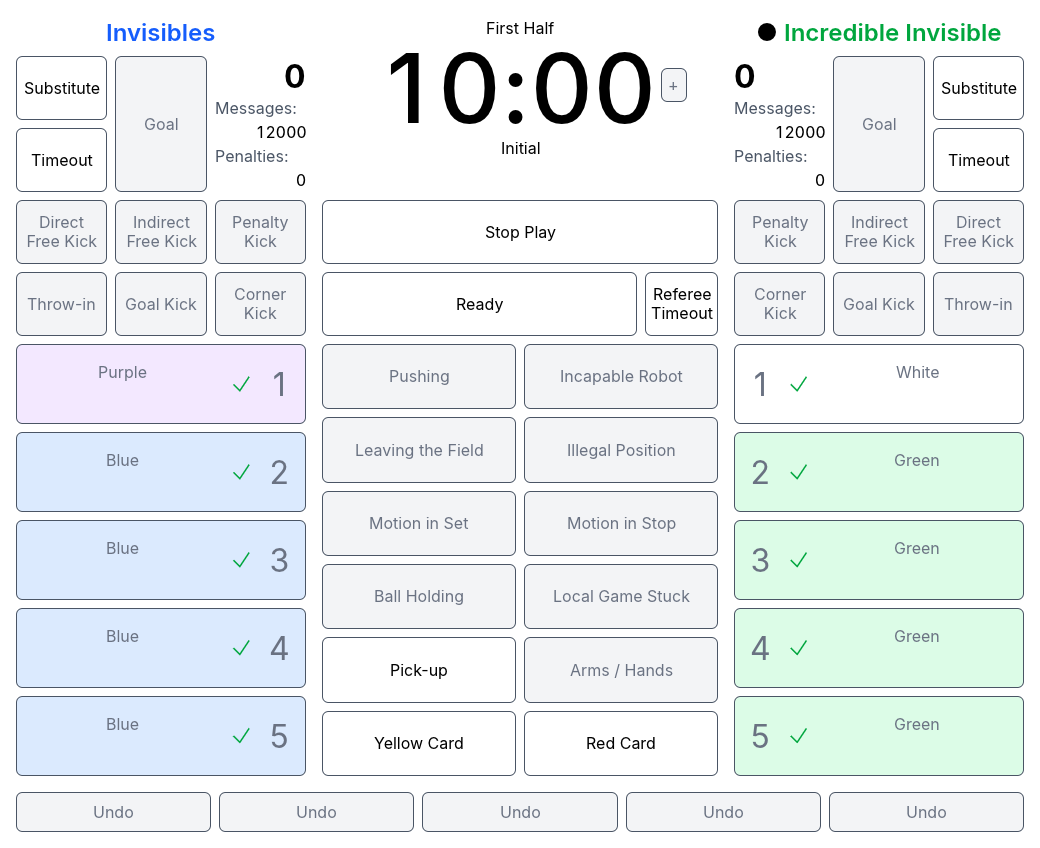 Invisibles
First Half
Incredible Invisible
Substitute
Goal
0
Messages:
12000
Penalties:
0
Timeout
10:00
+
Initial
0
Messages:
12000
Penalties:
0
Goal
Substitute
Timeout
Direct
Free Kick
Indirect
Free Kick
Penalty
Kick
Stop Play
Penalty
Kick
Indirect
Free Kick
Direct
Free Kick
Throw-in
Goal Kick
Corner
Kick
Ready
Referee
Timeout
Corner
Kick
Goal Kick
Throw-in
Purple
1
Blue
2
Blue
3
Blue
4
Blue
5
Pushing
Incapable Robot
Leaving the Field
Illegal Position
Motion in Set
Motion in Stop
Ball Holding
Local Game Stuck
Pick-up
Arms / Hands
Yellow Card
Red Card
1
White
2
Green
3
Green
4
Green
5
Green
Undo
Undo
Undo
Undo
Undo